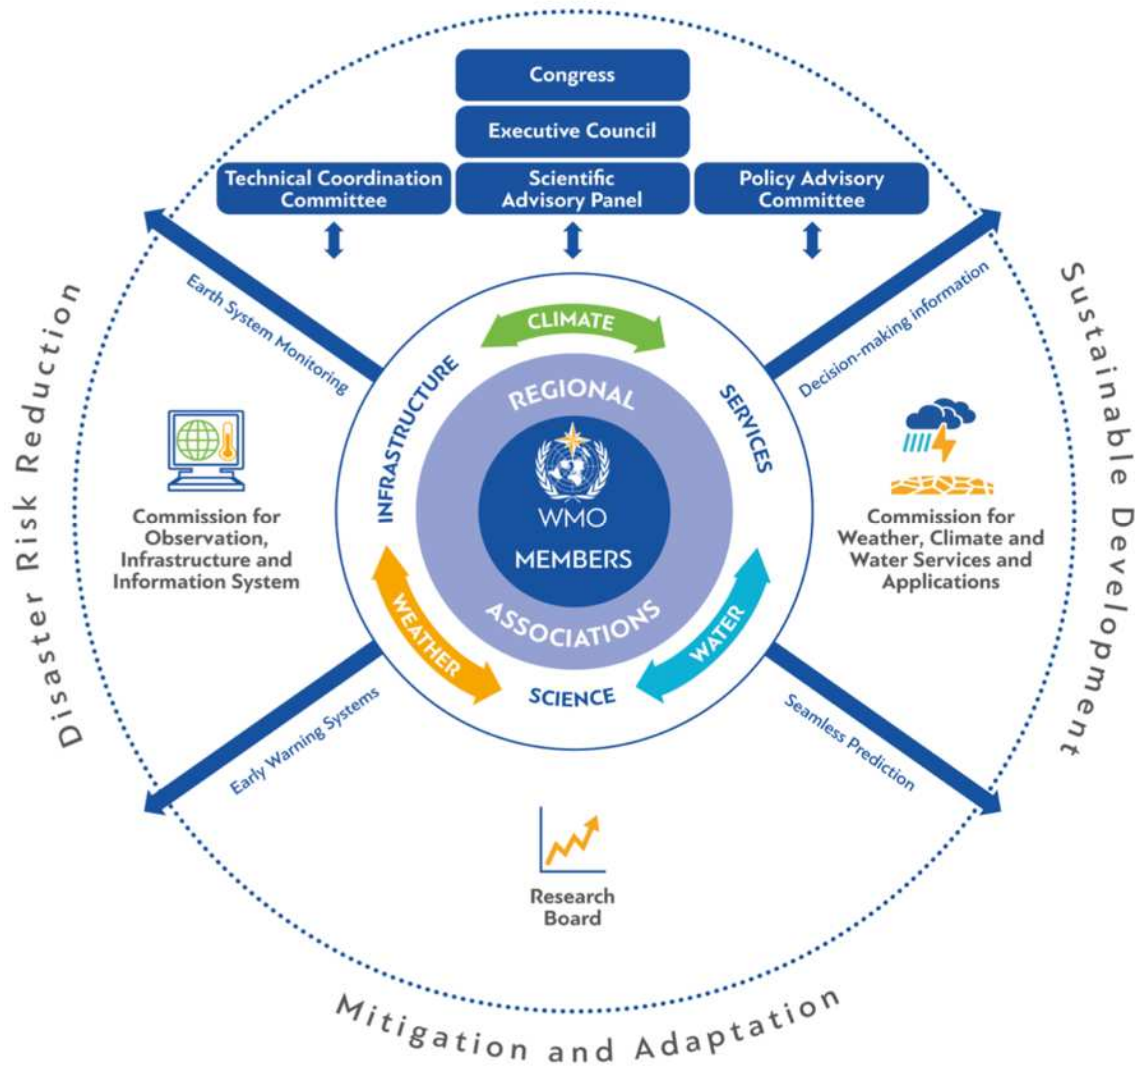 Congress
Executive Council
Technical Coordination
Committee
Scientific
Advisory Panel
Policy Advisory
Committee
Earth System Monitoring
Decision-making information
Disaster Risk Reduction
Sustainable Development
CLIMATE
INFRASTRUCTURE
SERVICES
REGIONAL
WMO
MEMBERS
ASSOCIATIONS
WEATHER
WATER
SCIENCE
Commission for
Observation,
Infrastructure and
Information System
Commission for
Weather, Climate and
Water Services and
Applications
Early Warning Systems
Seamless Prediction
Research
Board
Mitigation and Adaptation